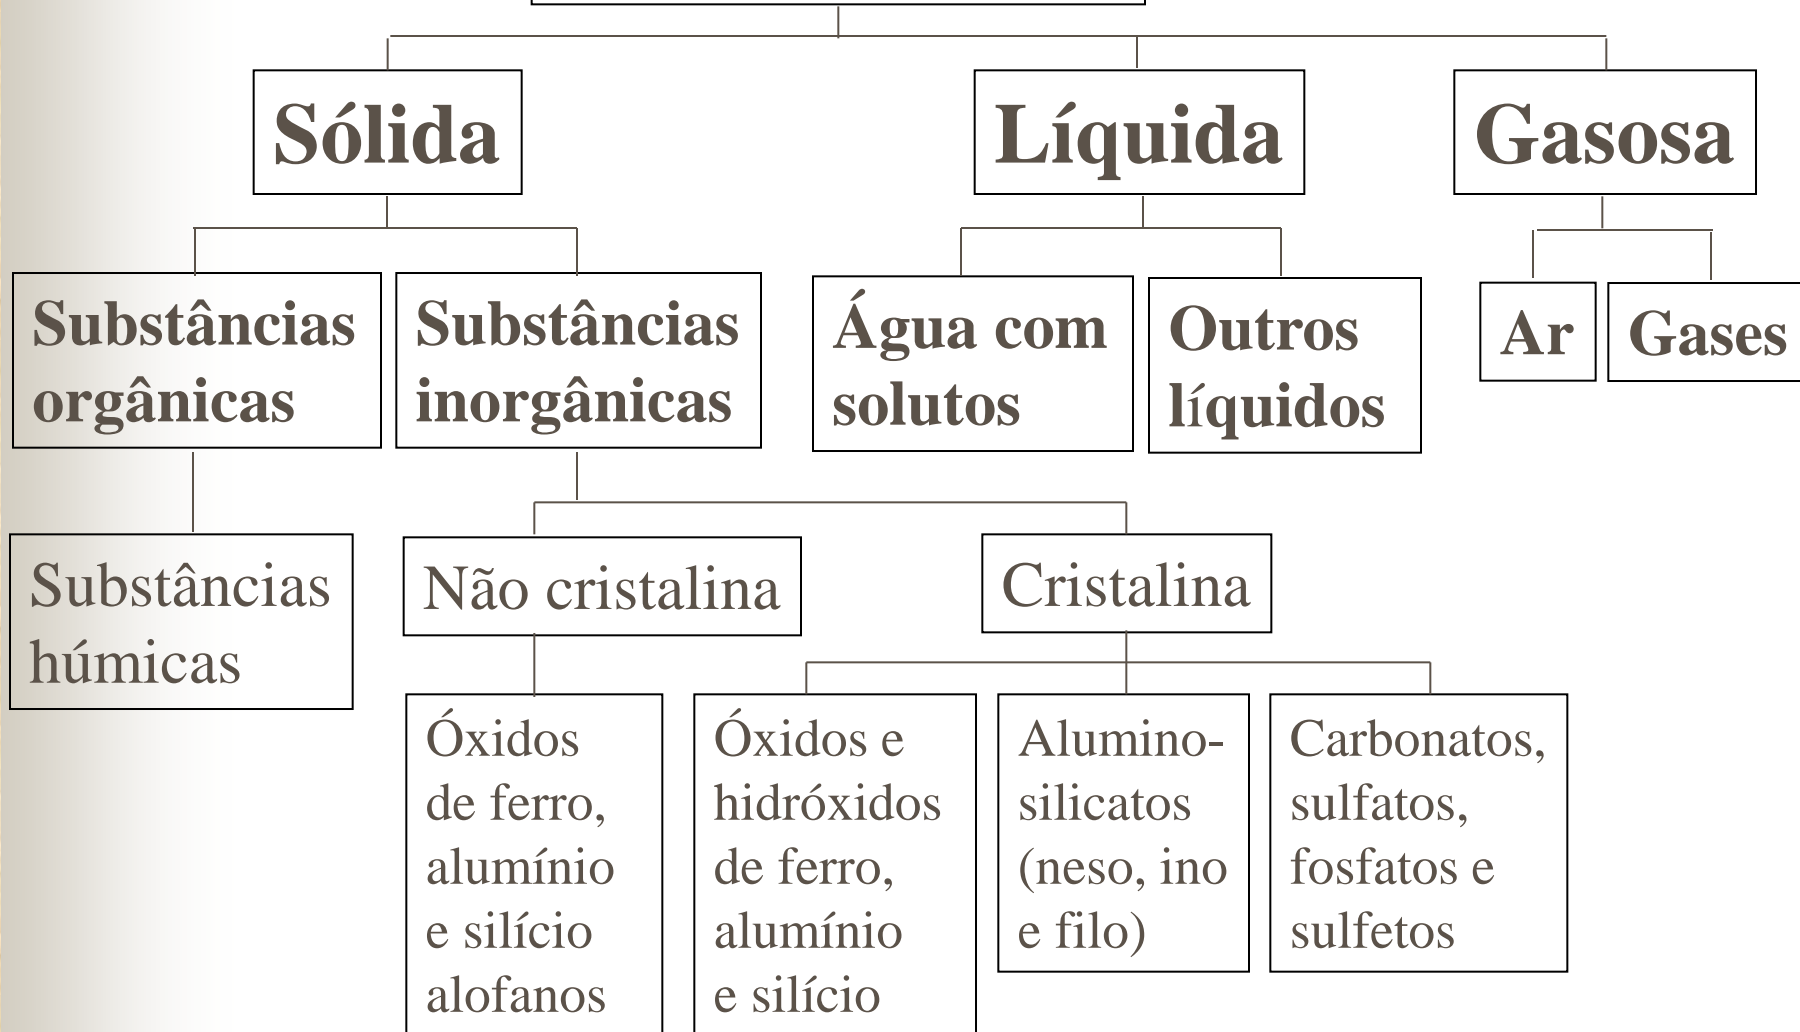 Sólida
Líquida
Gasosa
Substâncias
orgânicas
Substâncias
inorgânicas
Água com
solutos
Outros
líquidos
Ar
Gases
Substâncias
húmicas
Não cristalina
Cristalina
Óxidos
de ferro,
alumínio
e silício
alofanos
Óxidos e
hidróxidos
de ferro,
alumínio
e silício
Alumino-
silicatos
(neso, ino
e filo)
Carbonatos,
sulfatos,
fosfatos e
sulfetos